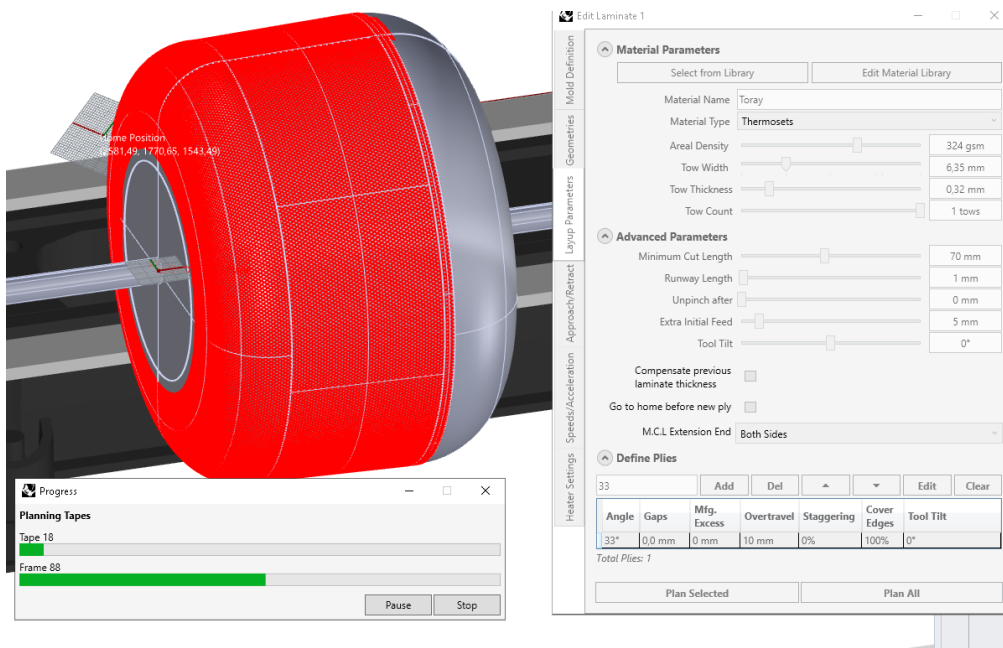 Home Position
(2581,49, 1770,65, 1543,49)
Progress
Planning Tapes
Tape 18
Frame 88
Pause
Stop
Edit Laminate 1
Mold Definition
Geometries
Layup Parameters
Approach/Retract
Speeds/Acceleration
Heater Settings
Material Parameters
Select from Library
Edit Material Library
Material Name Toray
Material Type Thermosets
Areal Density 324 gsm
Tow Width 6,35 mm
Tow Thickness 0,32 mm
Tow Count 1 tows
Advanced Parameters
Minimum Cut Length 70 mm
Runway Length 1 mm
Unpinch after 0 mm
Extra Initial Feed 5 mm
Tool Tilt 0°
Compensate previous
laminate thickness
Go to home before new ply
M.C.L Extension End Both Sides
Define Plies
33 Add Del Edit Clear
Angle Gaps Mfg. Excess Overtravel Staggering Cover Edges Tool Tilt
33° 0,0 mm 0 mm 10 mm 0% 100% 0°
Total Plies: 1
Plan Selected
Plan All